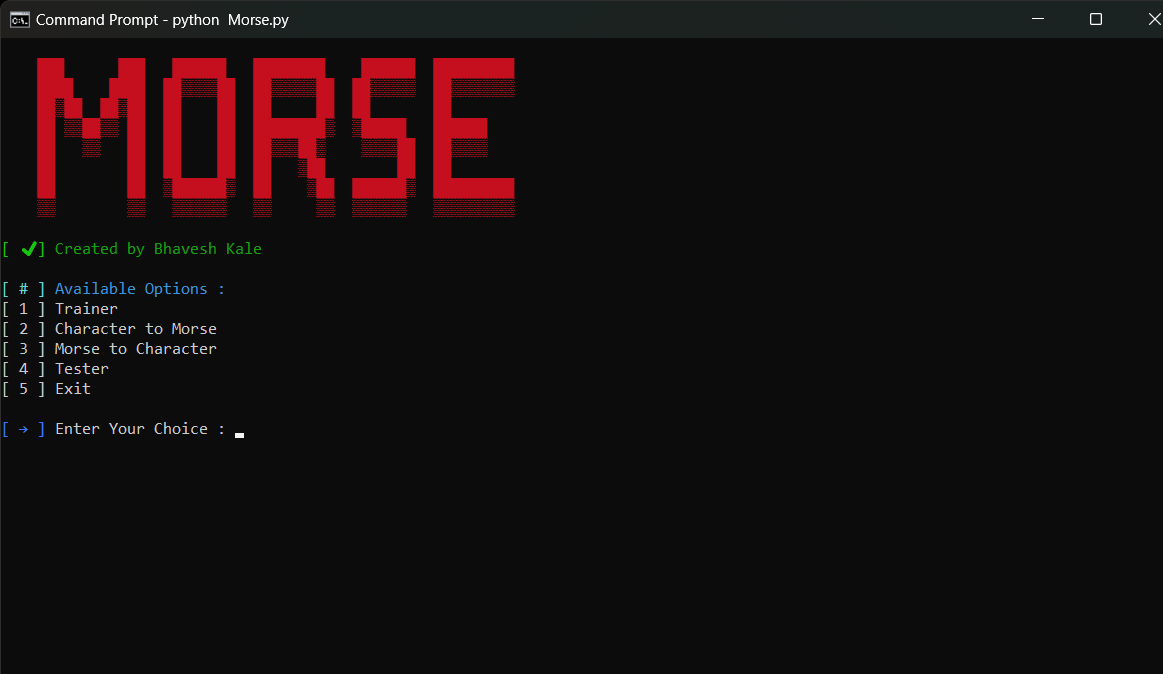 Command Prompt - python  Morse.py
MORSE
[ ✔] Created by Bhavesh Kale
[ # ] Available Options :
[ 1 ] Trainer
[ 2 ] Character to Morse
[ 3 ] Morse to Character
[ 4 ] Tester
[ 5 ] Exit
[ → ] Enter Your Choice :